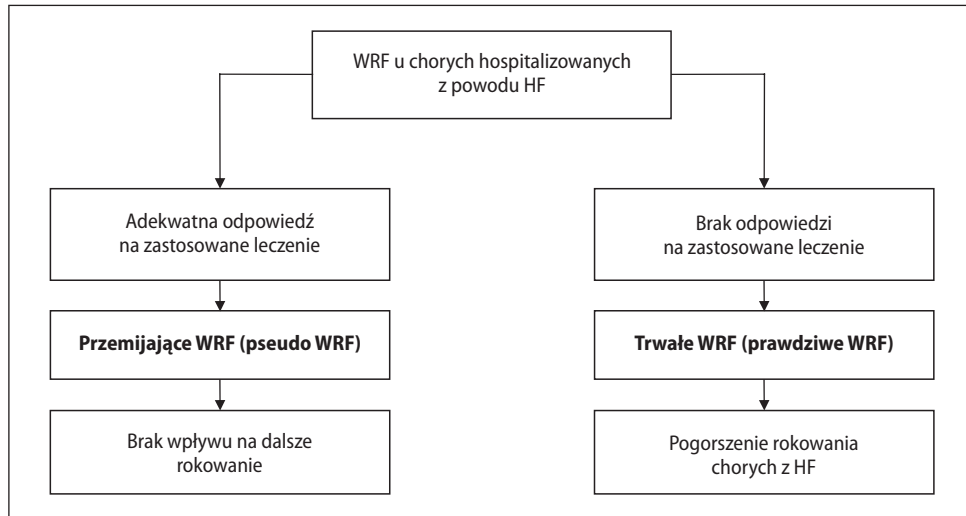 WRF u chorych hospitalizowanych
z powodu HF
Adekwatna odpowiedź
na zastosowane leczenie
Brak odpowiedzi
na zastosowane leczenie
Przemijające WRF (pseudo WRF)
Trwałe WRF (prawdziwe WRF)
Brak wpływu na dalsze
rokowanie
Pogorszenie rokowania
chorych z HF